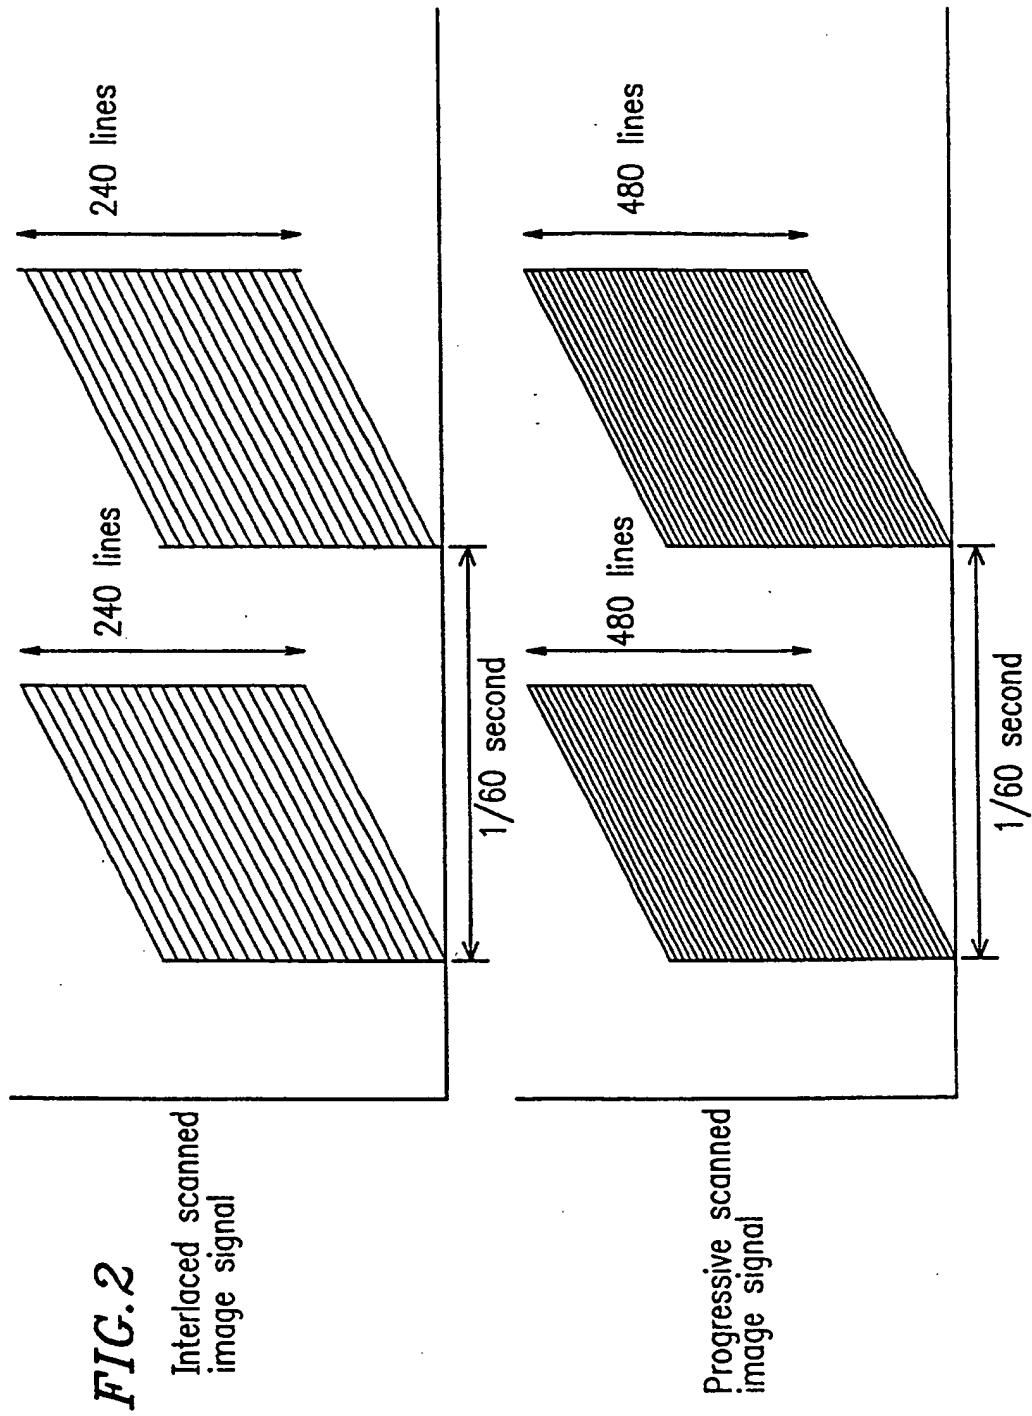 FIG.2
Interlaced scanned
image signal
240 lines
240 lines
1/60 second
Progressive scanned
image signal
480 lines
480 lines
1/60 second